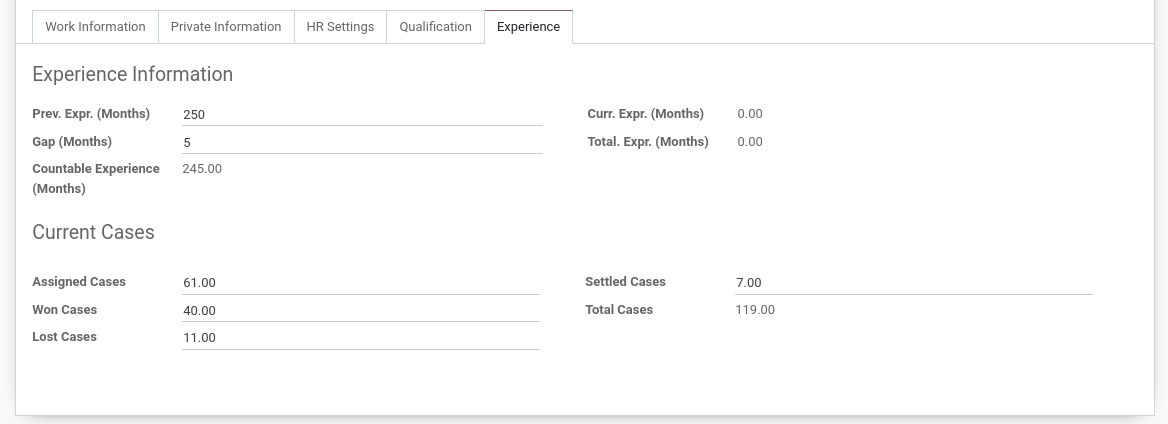 Work Information Private Information HR Settings Qualification Experience
Experience Information
Prev. Expr. (Months) 250 Curr. Expr. (Months) 0.00
Gap (Months) 5 Total. Expr. (Months) 0.00
Countable Experience 245.00
(Months)
Current Cases
Assigned Cases 61.00 Settled Cases 7.00
Won Cases 40.00 Total Cases 119.00
Lost Cases 11.00